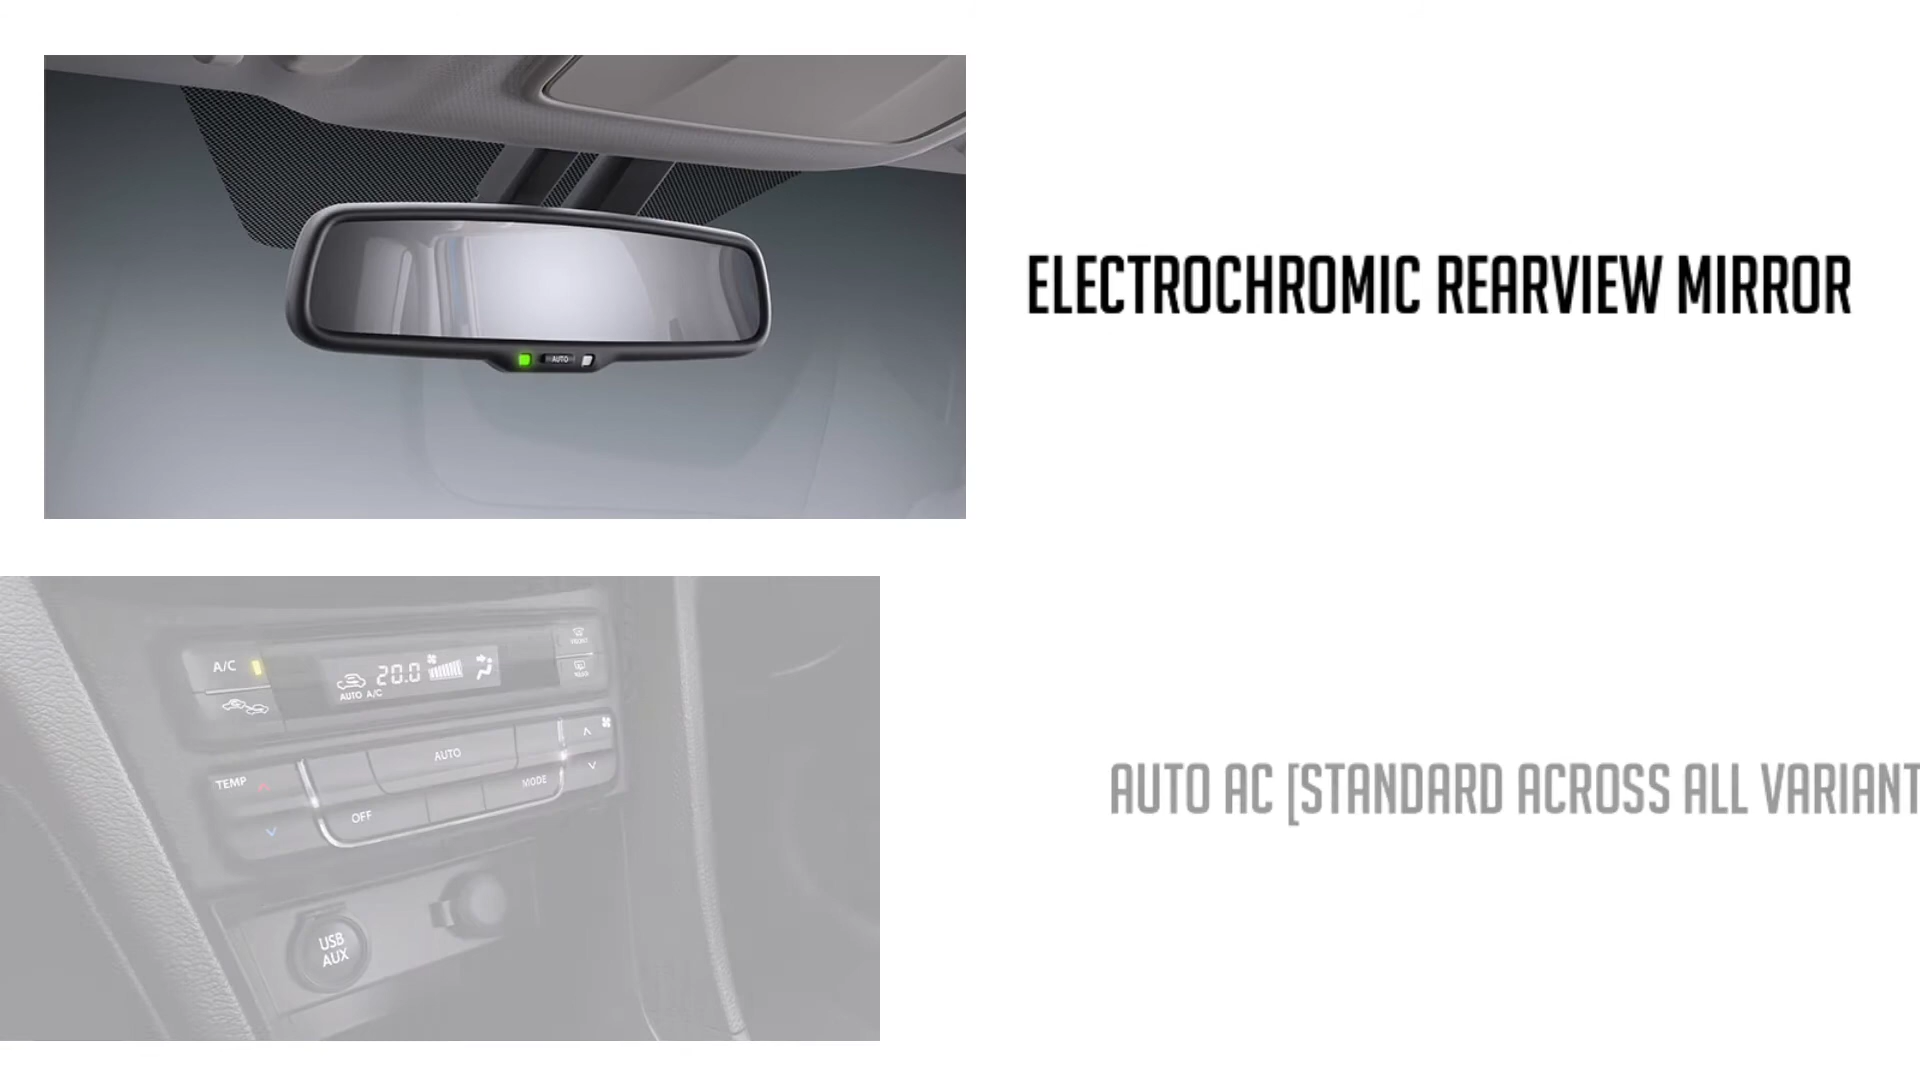 AUTO
ELECTROCHROMIC REARVIEW MIRROR
A/C
20.0
AUTO A/C
AUTO
TEMP
MODE
OFF
USB
AUX
AUTO AC [STANDARD ACROSS ALL VARIANT